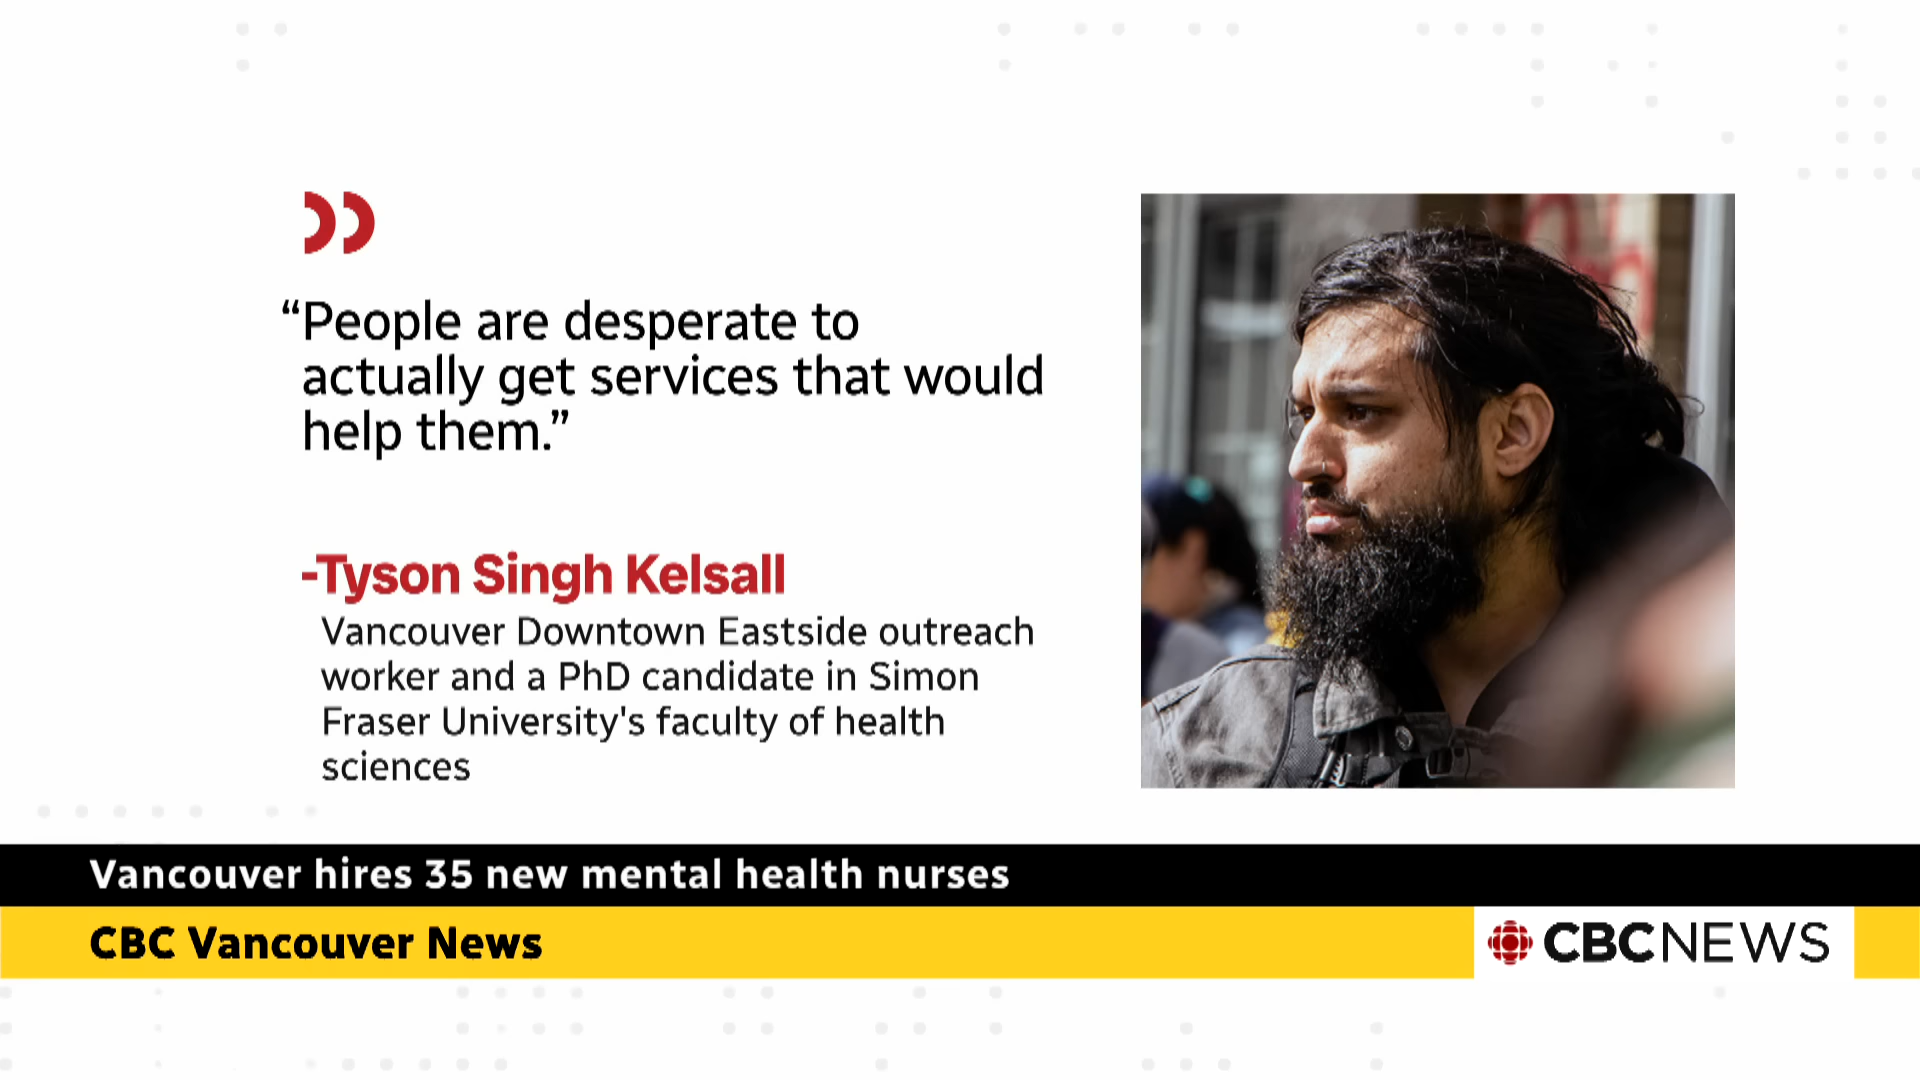 “People are desperate to
actually get services that would
help them.”
-Tyson Singh Kelsall
Vancouver Downtown Eastside outreach
worker and a PhD candidate in Simon
Fraser University's faculty of health
sciences
Vancouver hires 35 new mental health nurses
CBC Vancouver News
CBCNEWS